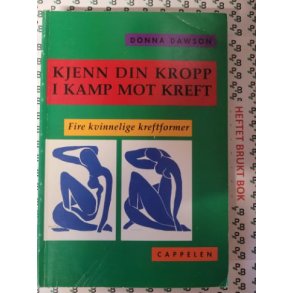 DONNA DAWSON
KJENN DIN KROPP
I KAMP MOT KREFT
Fire kvinnelige kreftformer
CAPPELEN
HEFTET BRUKT BOK